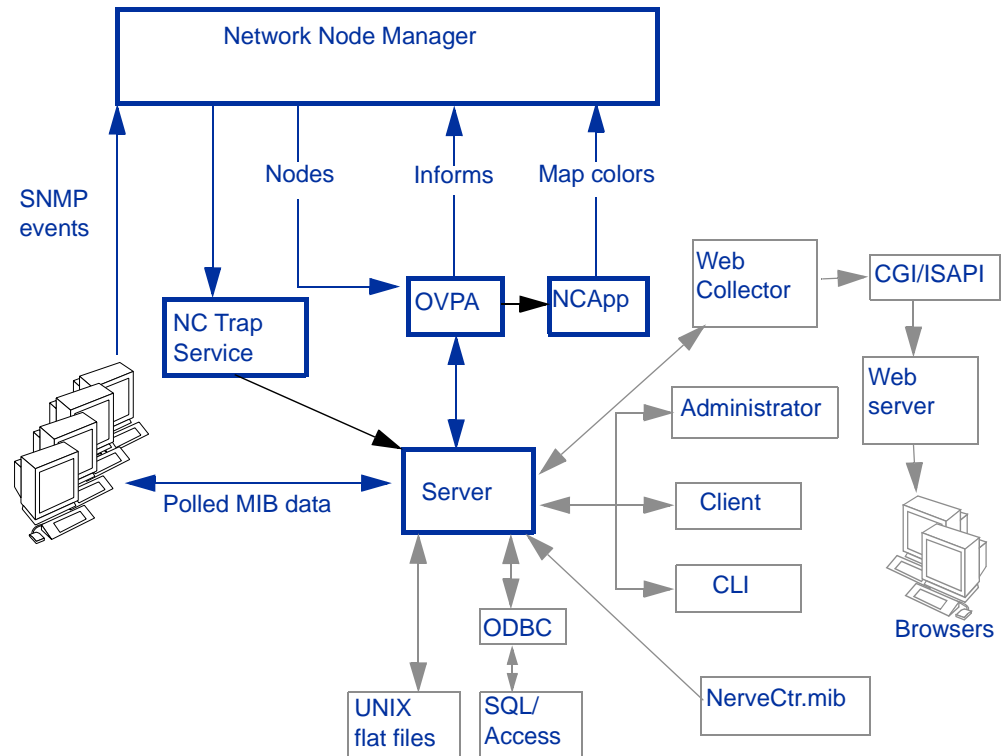 Network Node Manager
Nodes
Informs
Map colors
SNMP
events
Web
Collector
CGI/ISAPI
OVPA
NCApp
NC Trap
Service
Web
server
Administrator
Server
Polled MIB data
Client
CLI
Browsers
ODBC
NerveCtr.mib
UNIX
flat files
SQL/
Access